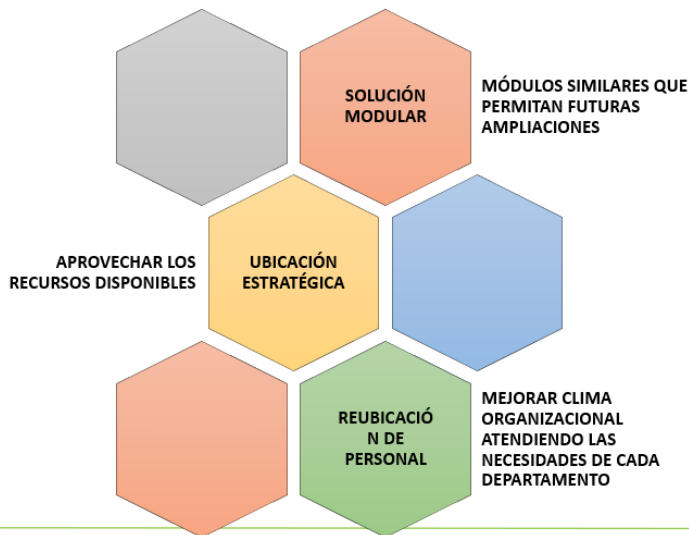 SOLUCIÓN
MODULAR
MÓDULOS SIMILARES QUE
PERMITAN FUTURAS
AMPLIACIONES
APROVECHAR LOS
RECURSOS DISPONIBLES
UBICACIÓN
ESTRATÉGICA
REUBICACIÓ
N DE
PERSONAL
MEJORAR CLIMA
ORGANIZACIONAL
ATENDIENDO LAS
NECESIDADES DE CADA
DEPARTAMENTO